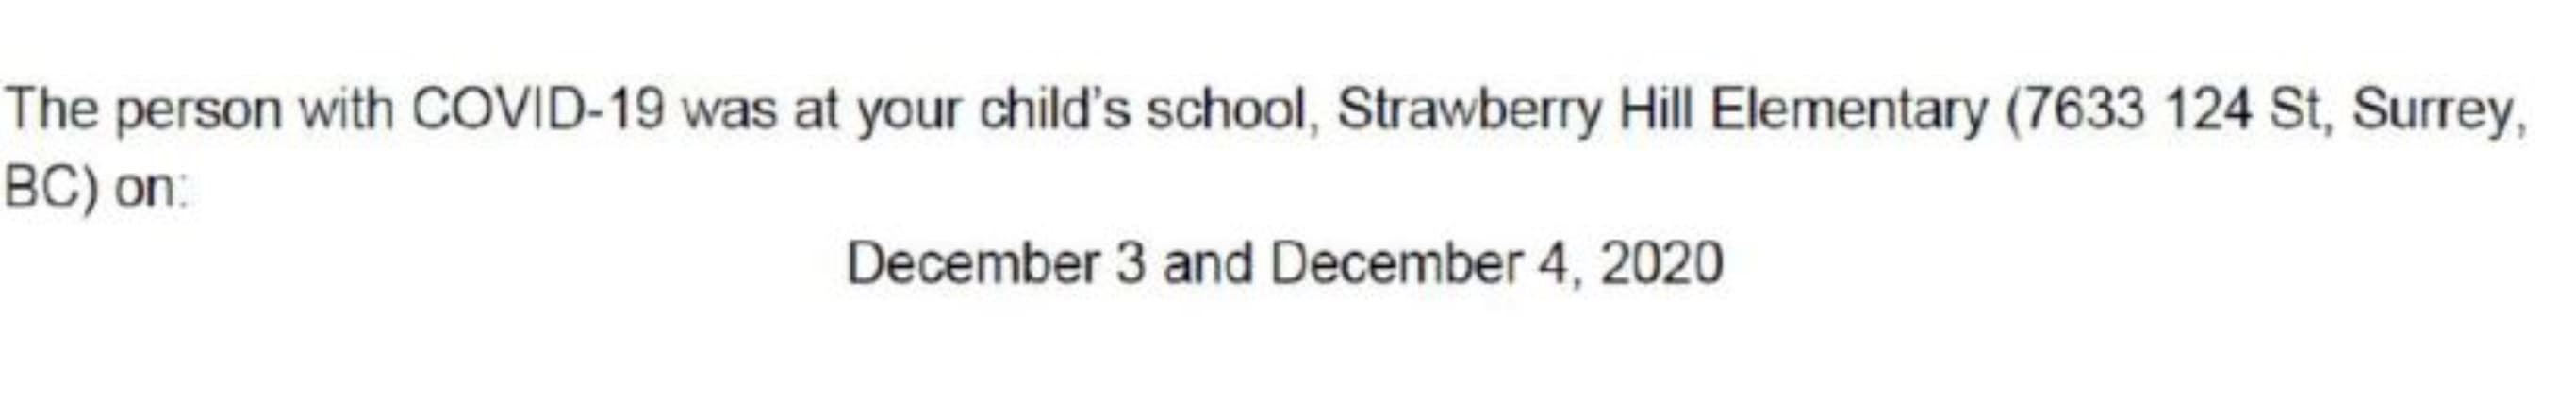 The person with COVID-19 was at your child's school, Strawberry Hill Elementary (7633 124 St, Surrey,
BC) on:
December 3 and December 4, 2020